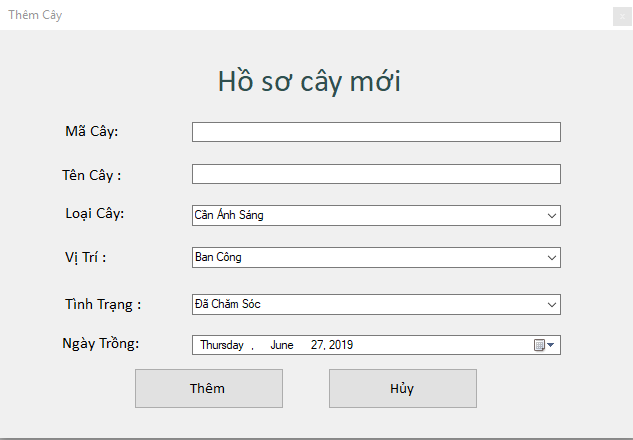 Thêm Cây
Hồ sơ cây mới
Mã Cây:
Tên Cây :
Loại Cây: Cần Ánh Sáng
Vị Trí : Ban Công
Tình Trạng : Đã Chăm Sóc
Ngày Trồng: Thursday , June 27, 2019
Thêm Hủy